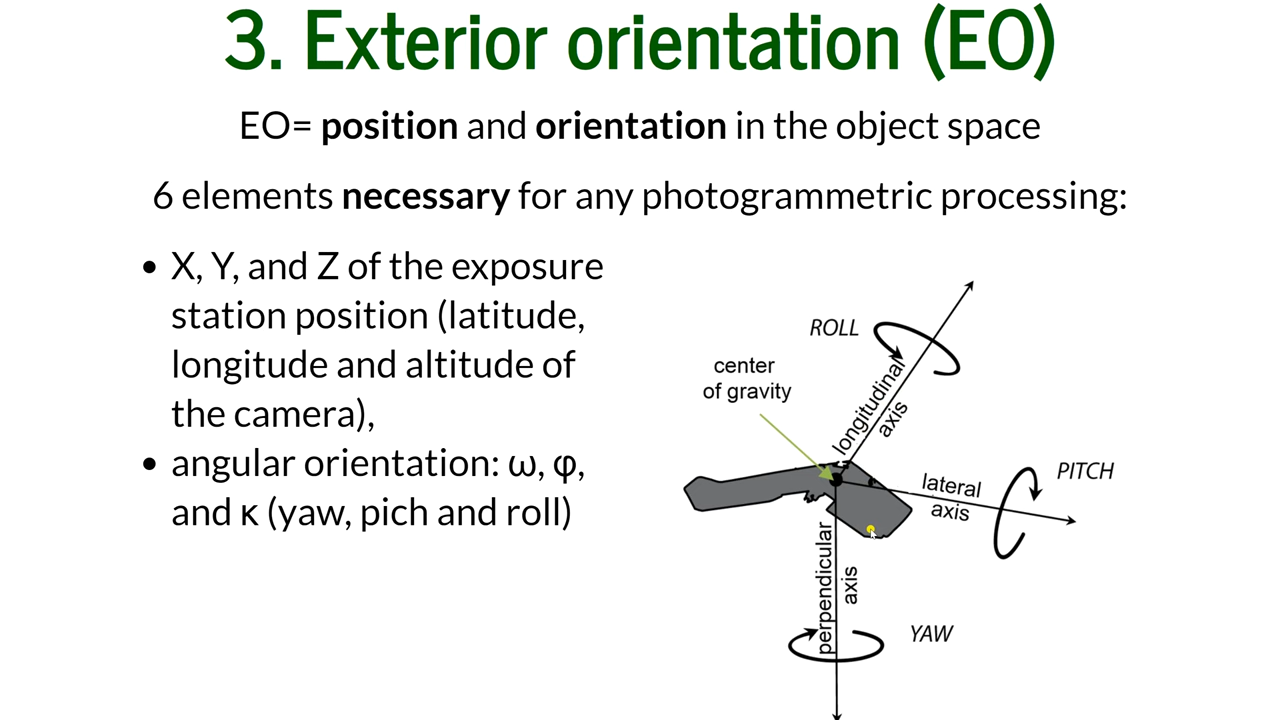 3. Exterior orientation (EO)
EO= position and orientation in the object space
6 elements necessary for any photogrammetric processing:
• X, Y, and Z of the exposure
station position (latitude,
longitude and altitude of
the camera),
• angular orientation: ω, φ,
and κ (yaw, pich and roll)
ROLL
center
of gravity
longitudinal
axis
lateral
axis
PITCH
perpendicular
axis
YAW